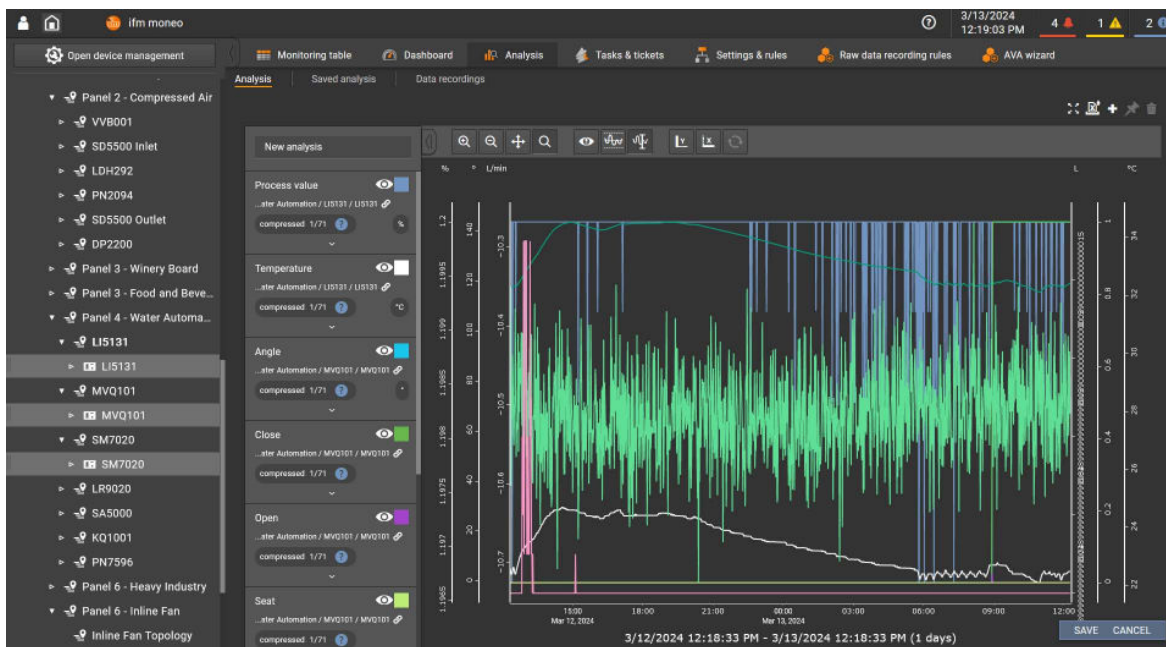 ifm moneo
3/13/2024
12:19:03 PM
4
1
2
Open device management
Monitoring table
Dashboard
Analysis
Tasks & tickets
Settings & rules
Raw data recording rules
AVA wizard
Analysis
Saved analysis
Data recordings
Panel 2 - Compressed Air
VVB001
SD5500 Inlet
LDH292
PN2094
SD5500 Outlet
DP2200
Panel 3 - Winery Board
Panel 3 - Food and Beve...
Panel 4 - Water Automa...
LI5131
LI5131
MVQ101
MVQ101
SM7020
SM7020
LR9020
SA5000
KQ1001
PN7596
Panel 6 - Heavy Industry
Panel 6 - Inline Fan
Inline Fan Topology
New analysis
Process value
...ater Automation / LI5131 / LI5131
compressed 1/71
%
Temperature
...ater Automation / LI5131 / LI5131
compressed 1/71
°C
Angle
...ater Automation / MVQ101 / MVQ101
compressed 1/71
°
Close
...ater Automation / MVQ101 / MVQ101
compressed 1/71
Open
...ater Automation / MVQ101 / MVQ101
compressed 1/71
Seat
...ater Automation / MVQ101 / MVQ101
compressed 1/71
% ° L/min
L °C
1.2
1.1995
1.199
1.1985
1.198
1.1975
1.197
1.1965
140
120
100
80
60
40
20
0
-10.3
-10.4
-10.5
-10.6
-10.7
1
0.8
0.6
0.4
0.2
0
34
32
30
28
26
24
22
15:00
18:00
21:00
00:00
03:00
06:00
09:00
12:00
Mar 12, 2024
Mar 13, 2024
3/12/2024 12:18:33 PM - 3/13/2024 12:18:33 PM (1 days)
SAVE
CANCEL